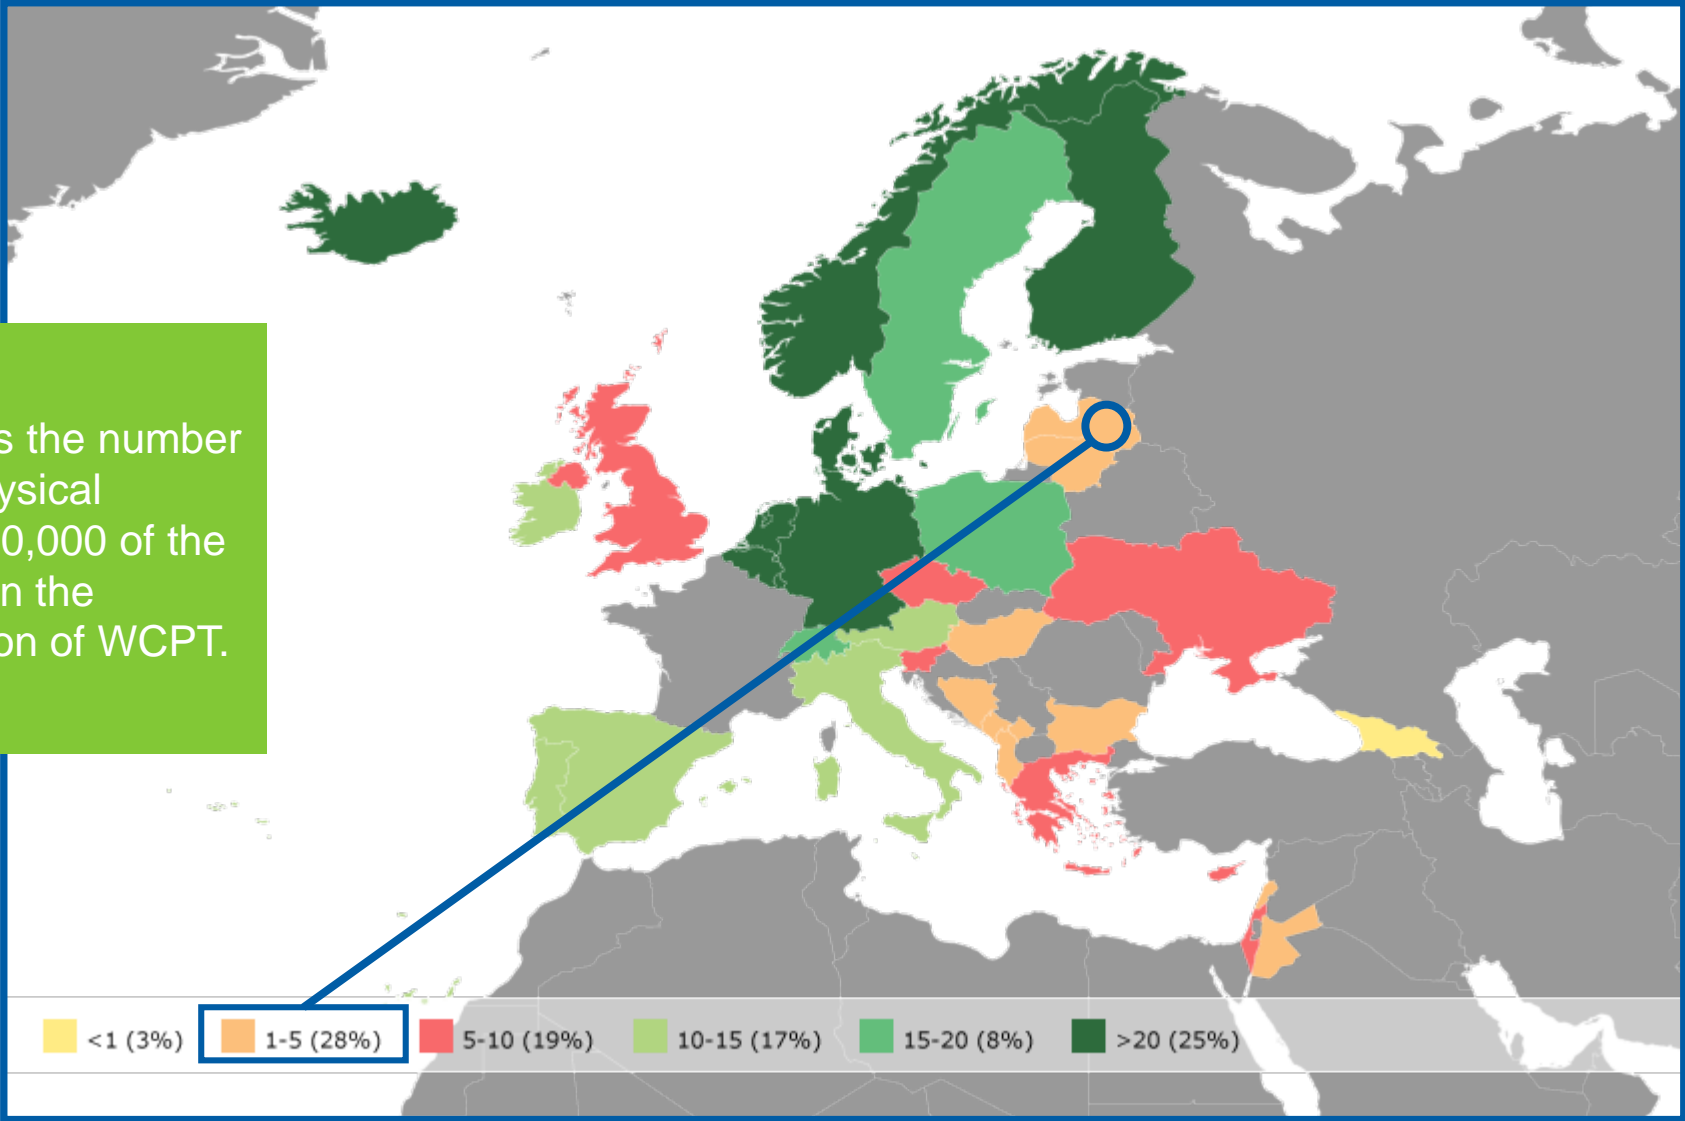 s the number
ysical
0,000 of the
n the
on of WCPT.
<1 (3%) 1-5 (28%) 5-10 (19%) 10-15 (17%) 15-20 (8%) >20 (25%)